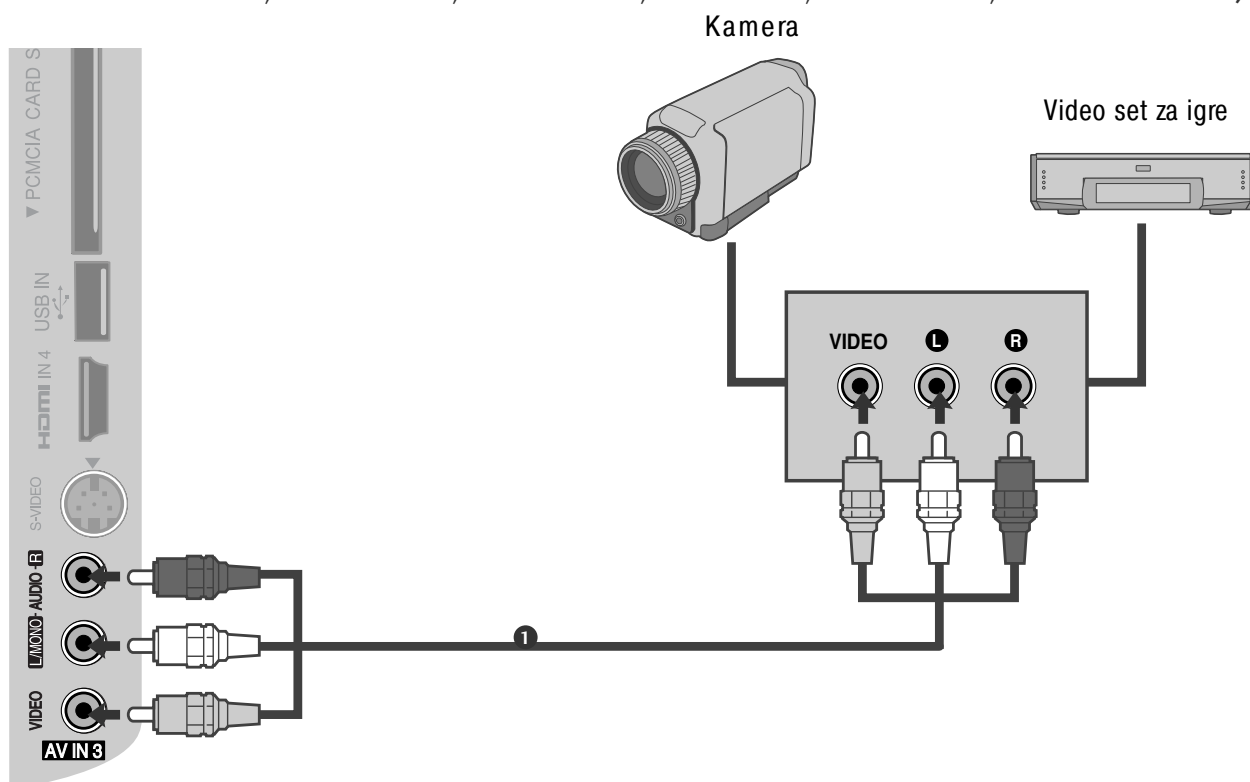 Kamera
Video set za igre
▼ PCMCIA CARD S
USB IN
HDMI IN 4
S-VIDEO
L/MONO - AUDIO - R
VIDEO
AV IN 3
VIDEO L R
1